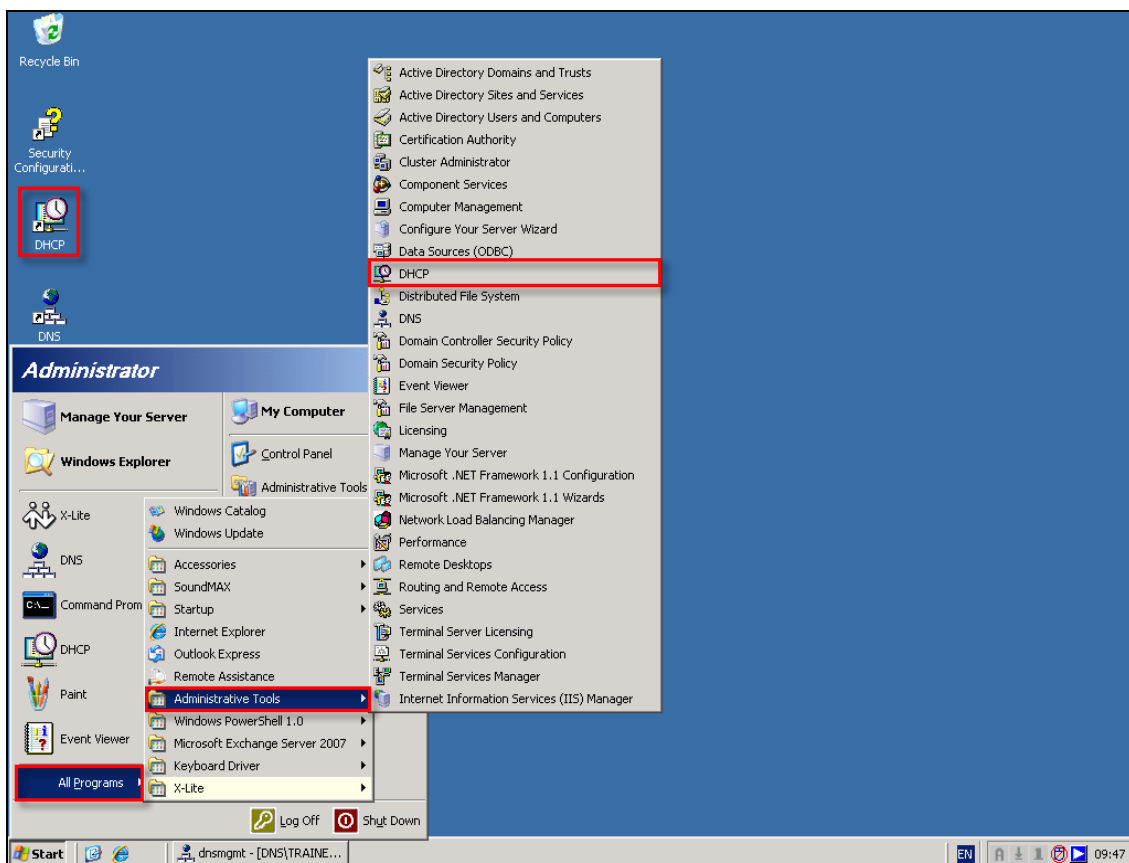 Recycle Bin
Security
Configurati...
DHCP
DNS
Administrator
Manage Your Server
Windows Explorer
X-Lite
DNS
Command Prom
DHCP
Paint
Event Viewer
All Programs
My Computer
Control Panel
Administrative Tools
Windows Catalog
Windows Update
Accessories
SoundMAX
Startup
Internet Explorer
Outlook Express
Remote Assistance
Administrative Tools
Windows PowerShell 1.0
Microsoft Exchange Server 2007
Keyboard Driver
X-Lite
Active Directory Domains and Trusts
Active Directory Sites and Services
Active Directory Users and Computers
Certification Authority
Cluster Administrator
Component Services
Computer Management
Configure Your Server Wizard
Data Sources (ODBC)
DHCP
Distributed File System
DNS
Domain Controller Security Policy
Domain Security Policy
Event Viewer
File Server Management
Licensing
Manage Your Server
Microsoft .NET Framework 1.1 Configuration
Microsoft .NET Framework 1.1 Wizards
Network Load Balancing Manager
Performance
Remote Desktops
Routing and Remote Access
Services
Terminal Server Licensing
Terminal Services Configuration
Terminal Services Manager
Internet Information Services (IIS) Manager
Log Off
Shut Down
Start
dnsmgmt - [DNS\TRAINE...
EN
09:47